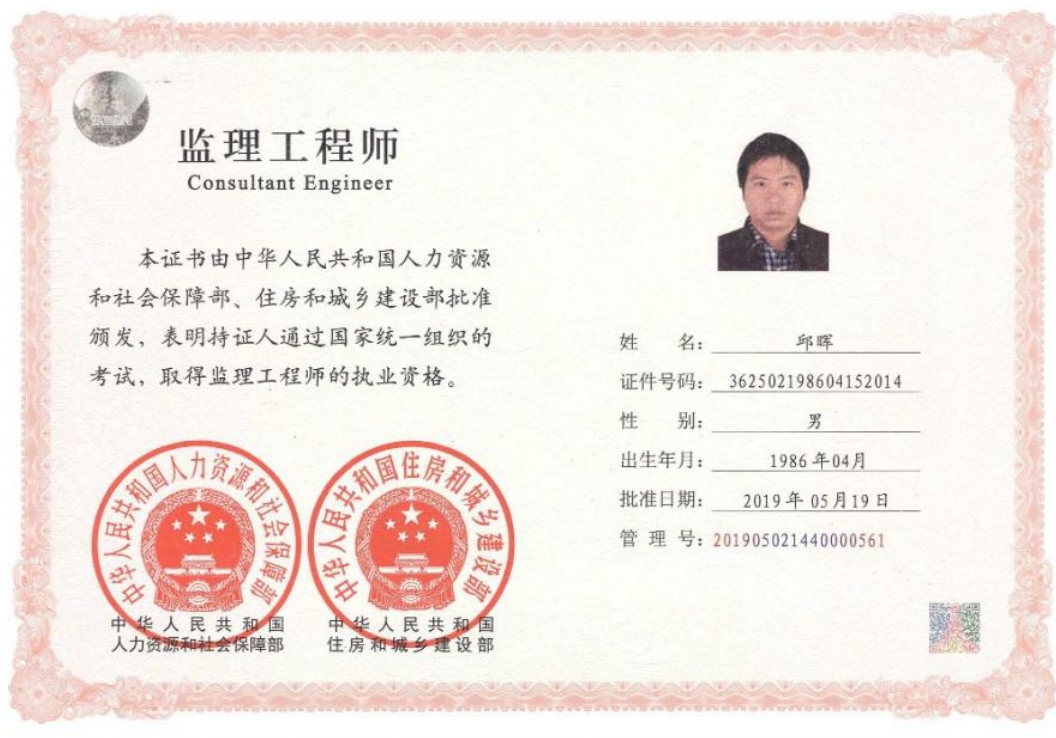 监理工程师
Consultant Engineer
本证书由中华人民共和国人力资源
和社会保障部、住房和城乡建设部批准
颁发，表明持证人通过国家统一组织的
考试，取得监理工程师的执业资格。
中华人民共和国人力资源和社会保障部
中华人民共和国住房和城乡建设部
中华人民共和国
人力资源和社会保障部
中华人民共和国
住房和城乡建设部
姓 名：邱晖
证件号码：362502198604152014
性 别：男
出生年月：1986年04月
批准日期：2019年05月19日
管 理 号：201905021440000561